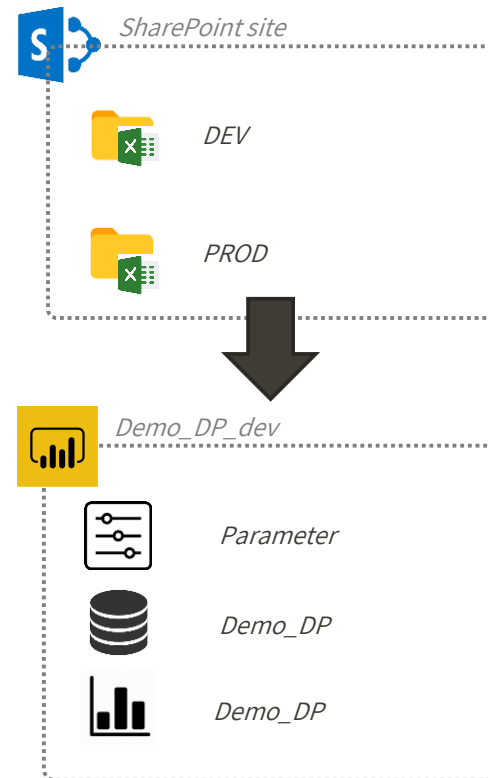 S
SharePoint site
DEV
PROD
Demo_DP_dev
Parameter
Demo_DP
Demo_DP